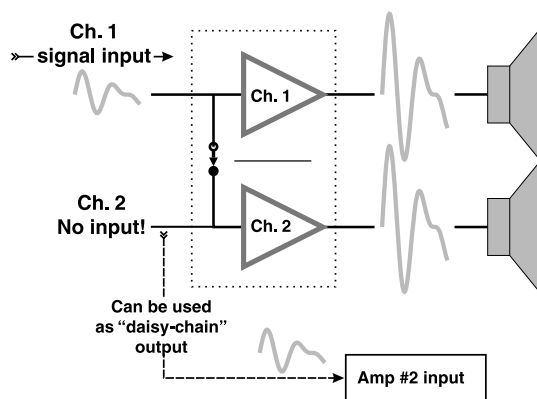 Ch. 1
signal input
Ch. 1
Ch. 2
No input!
Ch. 2
Can be used
as “daisy-chain”
output
Amp #2 input